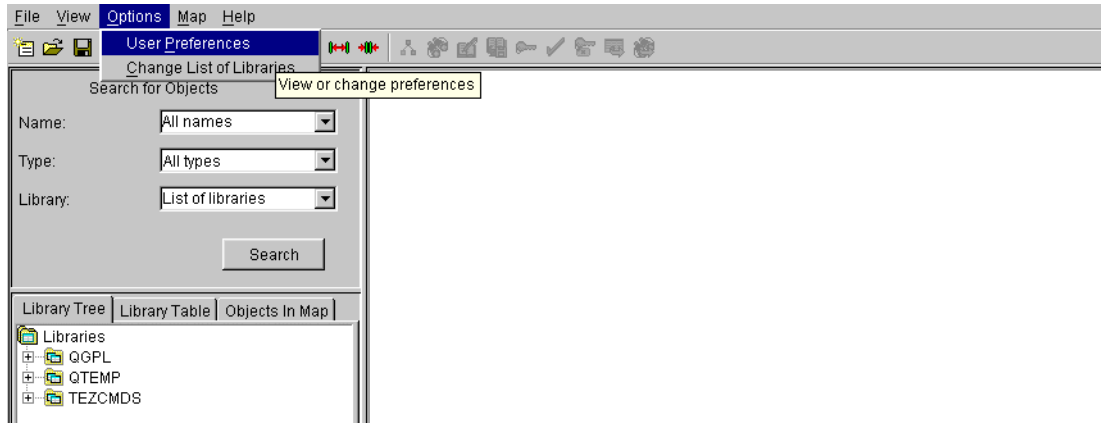 File View Options Map Help
User Preferences
Change List of Libraries
View or change preferences
Search for Objects
Name: All names
Type: All types
Library: List of libraries
Search
Library Tree Library Table Objects In Map
Libraries
QGPL
QTEMP
TEZCMDS